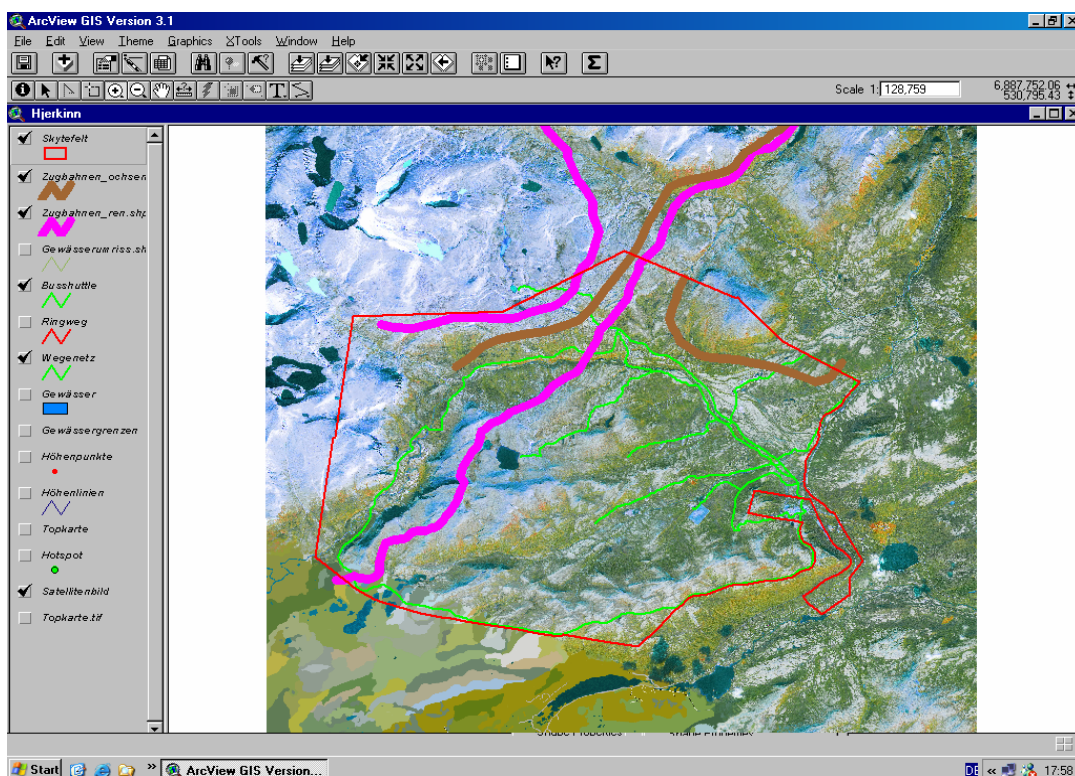 ArcView GIS Version 3.1
File Edit View Theme Graphics XTools Window Help
Scale 1: 128,759
6,887,752.06
530,795.43
Hjerkinn
Skytefelt
Zugbahnen_ochsen
Zugbahnen_ren.shp
Gewässerumriss.sh
Busshuttle
Ringweg
Wegenetz
Gewässer
Gewässergrenzen
Höhenpunkte
Höhenlinien
Topkarte
Hotspot
Satellitenbild
Topkarte.tif
Start » ArcView GIS Version... DE « 17:58